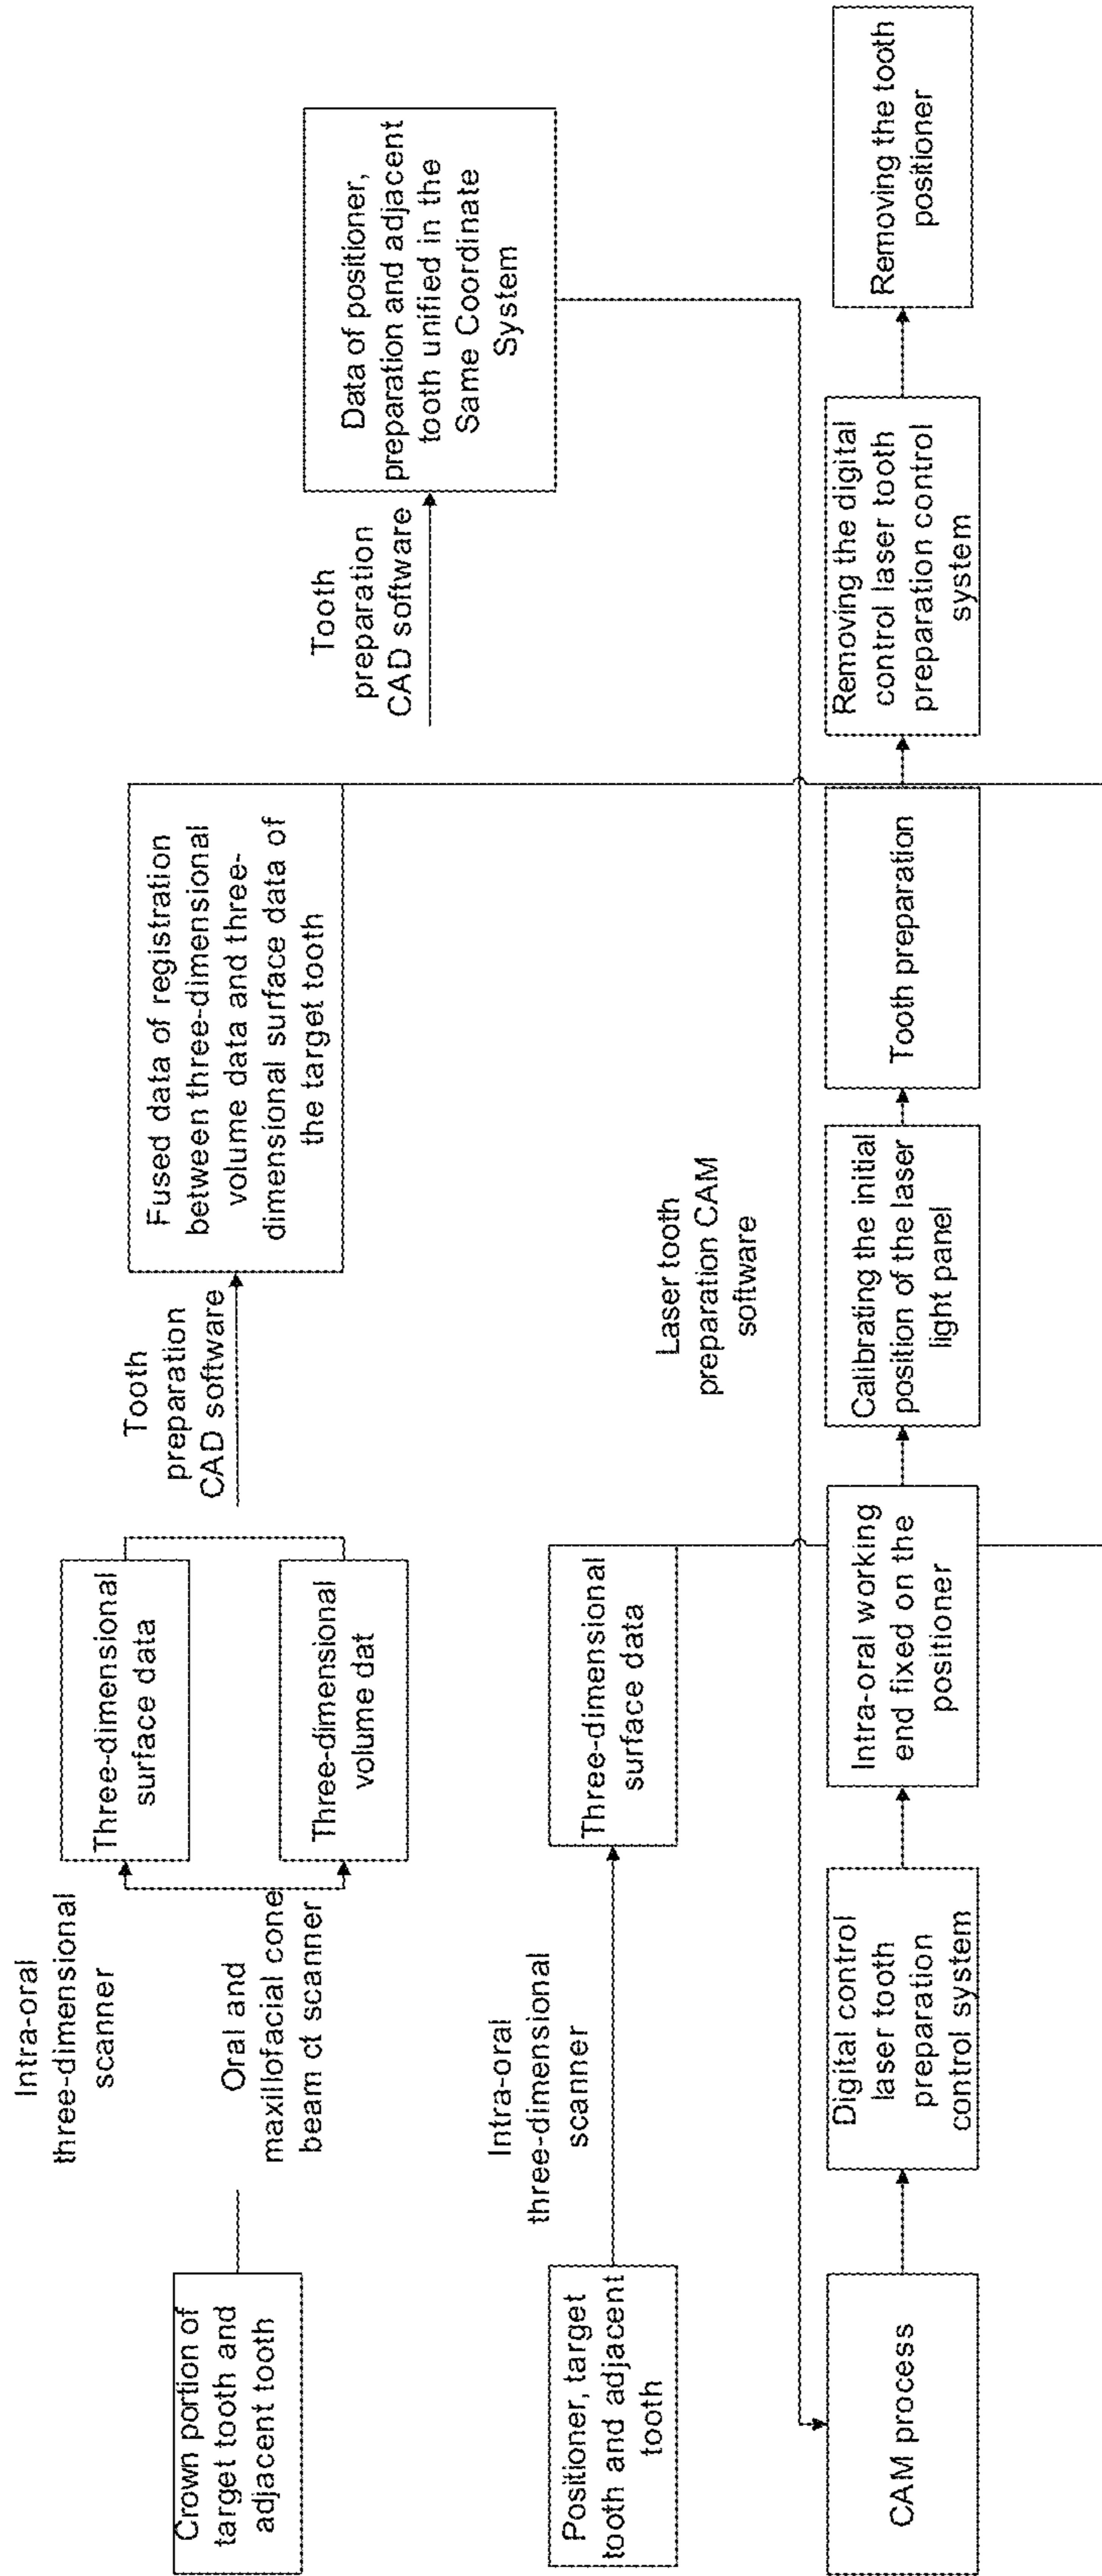 Crown portion of
target tooth and
adjacent tooth
Intra-oral
three-dimensional
scanner
Oral and
maxillofacial cone
beam ct scanner
Three-dimensional
surface data
Three-dimensional
volume dat
Tooth
preparation
CAD software
Fused data of registration
between three-dimensional
volume data and three-
dimensional surface data of
the target tooth
Positioner, target
tooth and adjacent
tooth
Intra-oral
three-dimensional
scanner
Three-dimensional
surface data
Tooth
preparation
CAD software
Data of positioner,
preparation and adjacent
tooth unified in the
Same Coordinate
System
Laser tooth
preparation CAM
software
CAM process
Digital control
laser tooth
preparation
control system
Intra-oral working
end fixed on the
positioner
Calibrating the initial
position of the laser
light panel
Tooth preparation
Removing the digital
control laser tooth
preparation control
system
Removing the tooth
positioner